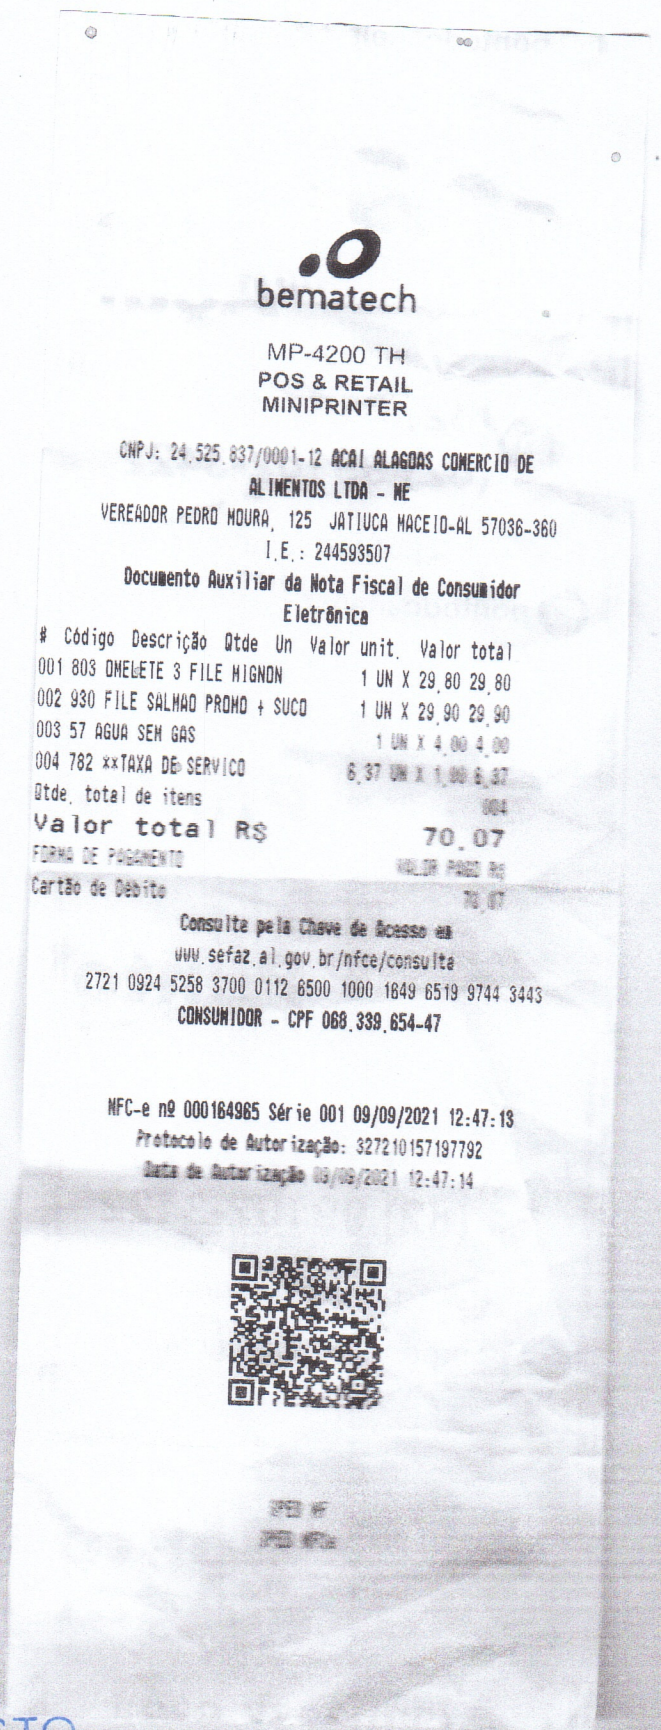 bematech
MP-4200 TH
POS & RETAIL
MINIPRINTER
CNPJ: 24.525.837/0001-12 ACAI ALAGOAS COMERCIO DE
ALIMENTOS LTDA - ME
VEREADOR PEDRO MOURA, 125 JATIUCA MACEIO-AL 57036-360
I.E.: 244593507
Documento Auxiliar da Nota Fiscal de Consumidor
Eletrônica
# Código Descrição Qtde Un Valor unit. Valor total
001 803 OMELETE 3 FILE MIGNON 1 UN X 29,80 29,80
002 930 FILE SALMAO PROMO + SUCO 1 UN X 29,90 29,90
003 57 AGUA SEM GAS 1 UN X 4,00 4,00
004 782 **TAXA DE SERVICO 6,37 UN X 1,00 6,37
Qtde. total de itens 004
Valor total R$ 70,07
FORMA DE PAGAMENTO VALOR PAGO R$
Cartão de Débito 70,07
Consulte pela Chave de Acesso em
www.sefaz.al.gov.br/nfce/consulta
2721 0924 5258 3700 0112 6500 1000 1649 6519 9744 3443
CONSUMIDOR - CPF 068.339.654-47
NFC-e nº 000164965 Série 001 09/09/2021 12:47:13
Protocolo de Autorização: 327210157197792
Data de Autorização 09/09/2021 12:47:14